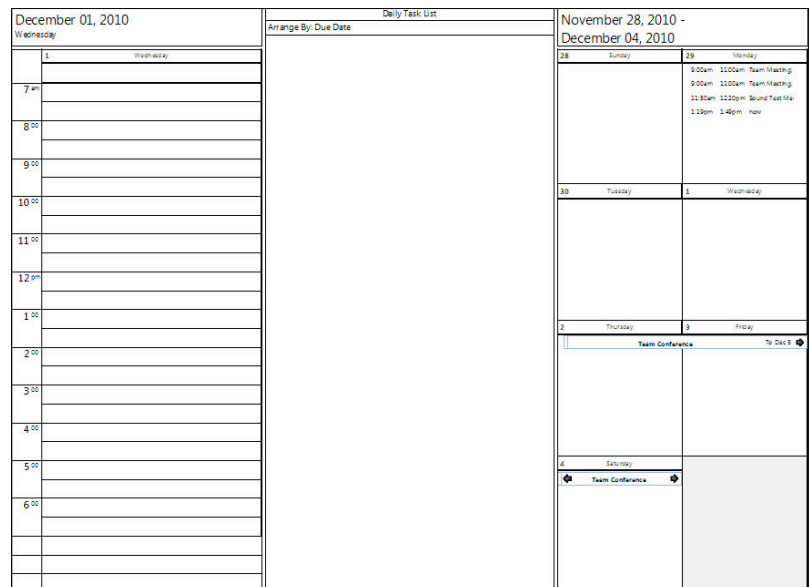 December 01, 2010
Wednesday
1 Wednesday
7 am
8 00
9 00
10 00
11 00
12 pm
1 00
2 00
3 00
4 00
5 00
6 00
Daily Task List
Arrange By: Due Date
November 28, 2010 -
December 04, 2010
28 Sunday
29 Monday
9:00am 11:00am Team Meeting;
9:00am 11:00am Team Meeting;
11:50am 12:20pm Sound Test Me
1:19pm 1:49pm now
30 Tuesday
1 Wednesday
2 Thursday
3 Friday
Team Conference To Dec 5
4 Saturday
Team Conference